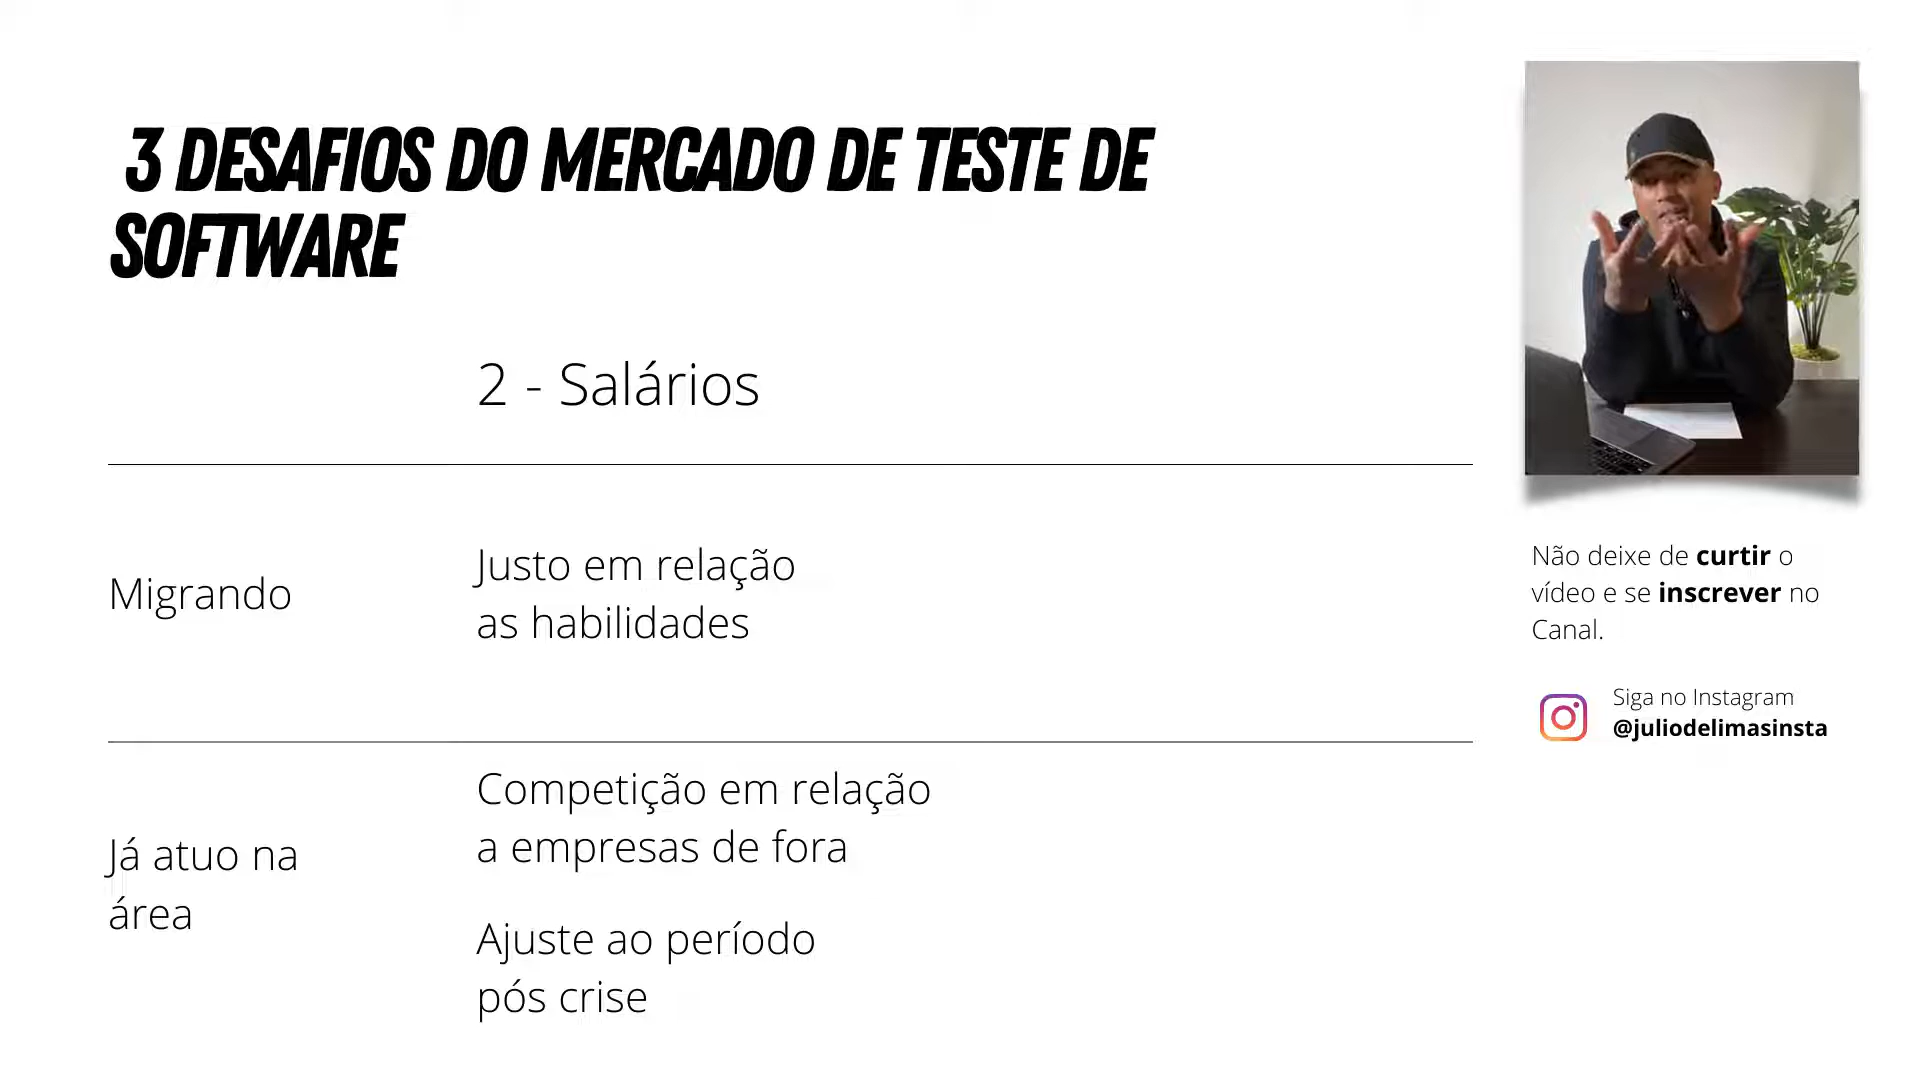 3 DESAFIOS DO MERCADO DE TESTE DE
SOFTWARE
2 - Salários
Migrando
Justo em relação
as habilidades
Já atuo na
área
Competição em relação
a empresas de fora
Ajuste ao período
pós crise
Não deixe de curtir o
vídeo e se inscrever no
Canal.
Siga no Instagram
@juliodelimasinsta